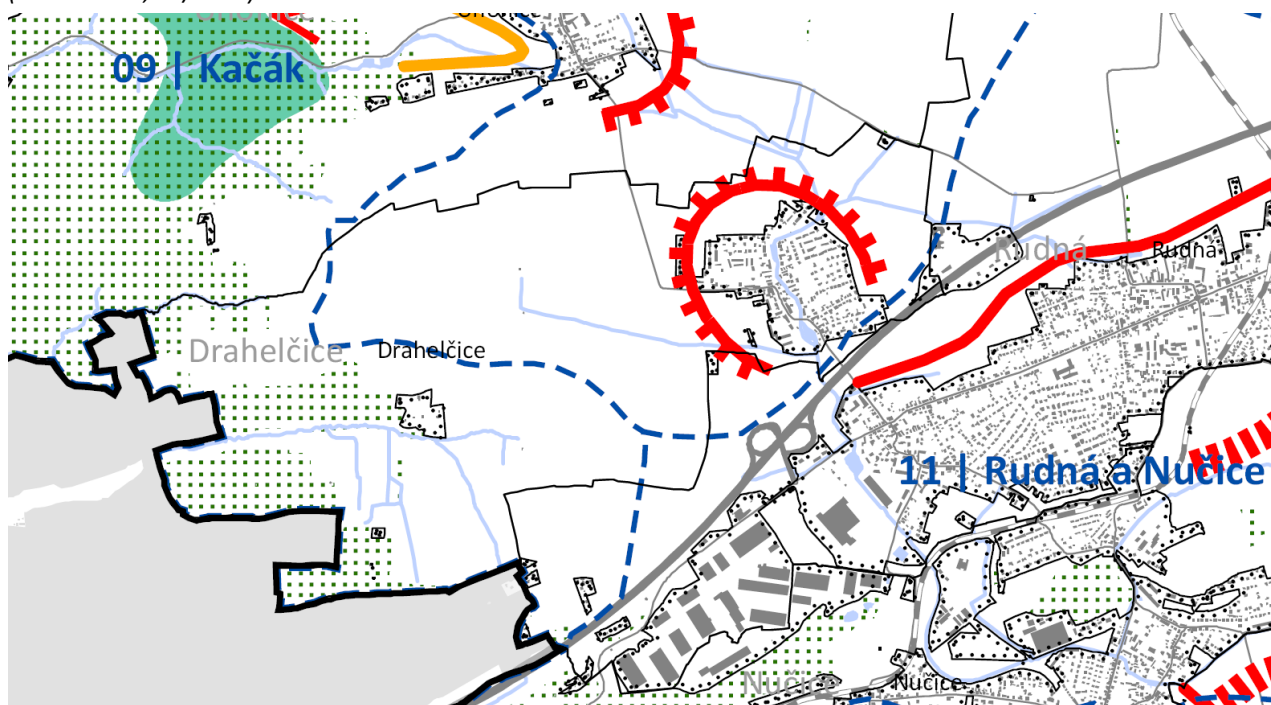 09 | Kačák
Rudná
Rudná
Drahelčice
Drahelčice
11 | Rudná a Nučice
Nučice
Nučice